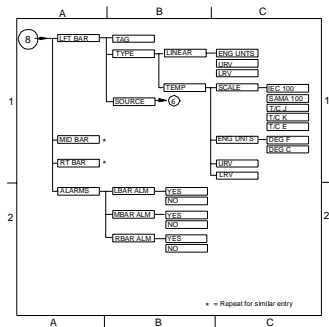 A B C
8 LFT BAR TAG
TYPE LINEAR ENG UNTS
URV
LRV
TEMP SCALE IEC 100
SAMA 100
T/C J
T/C K
T/C E
SOURCE 6
1 1
MID BAR *
ENG UNTS DEG F
DEG C
RT BAR *
URV
LRV
ALARMS LBAR ALM YES
NO
2 2
MBAR ALM YES
NO
RBAR ALM YES
NO
* = Repeat for similar entry
A B C